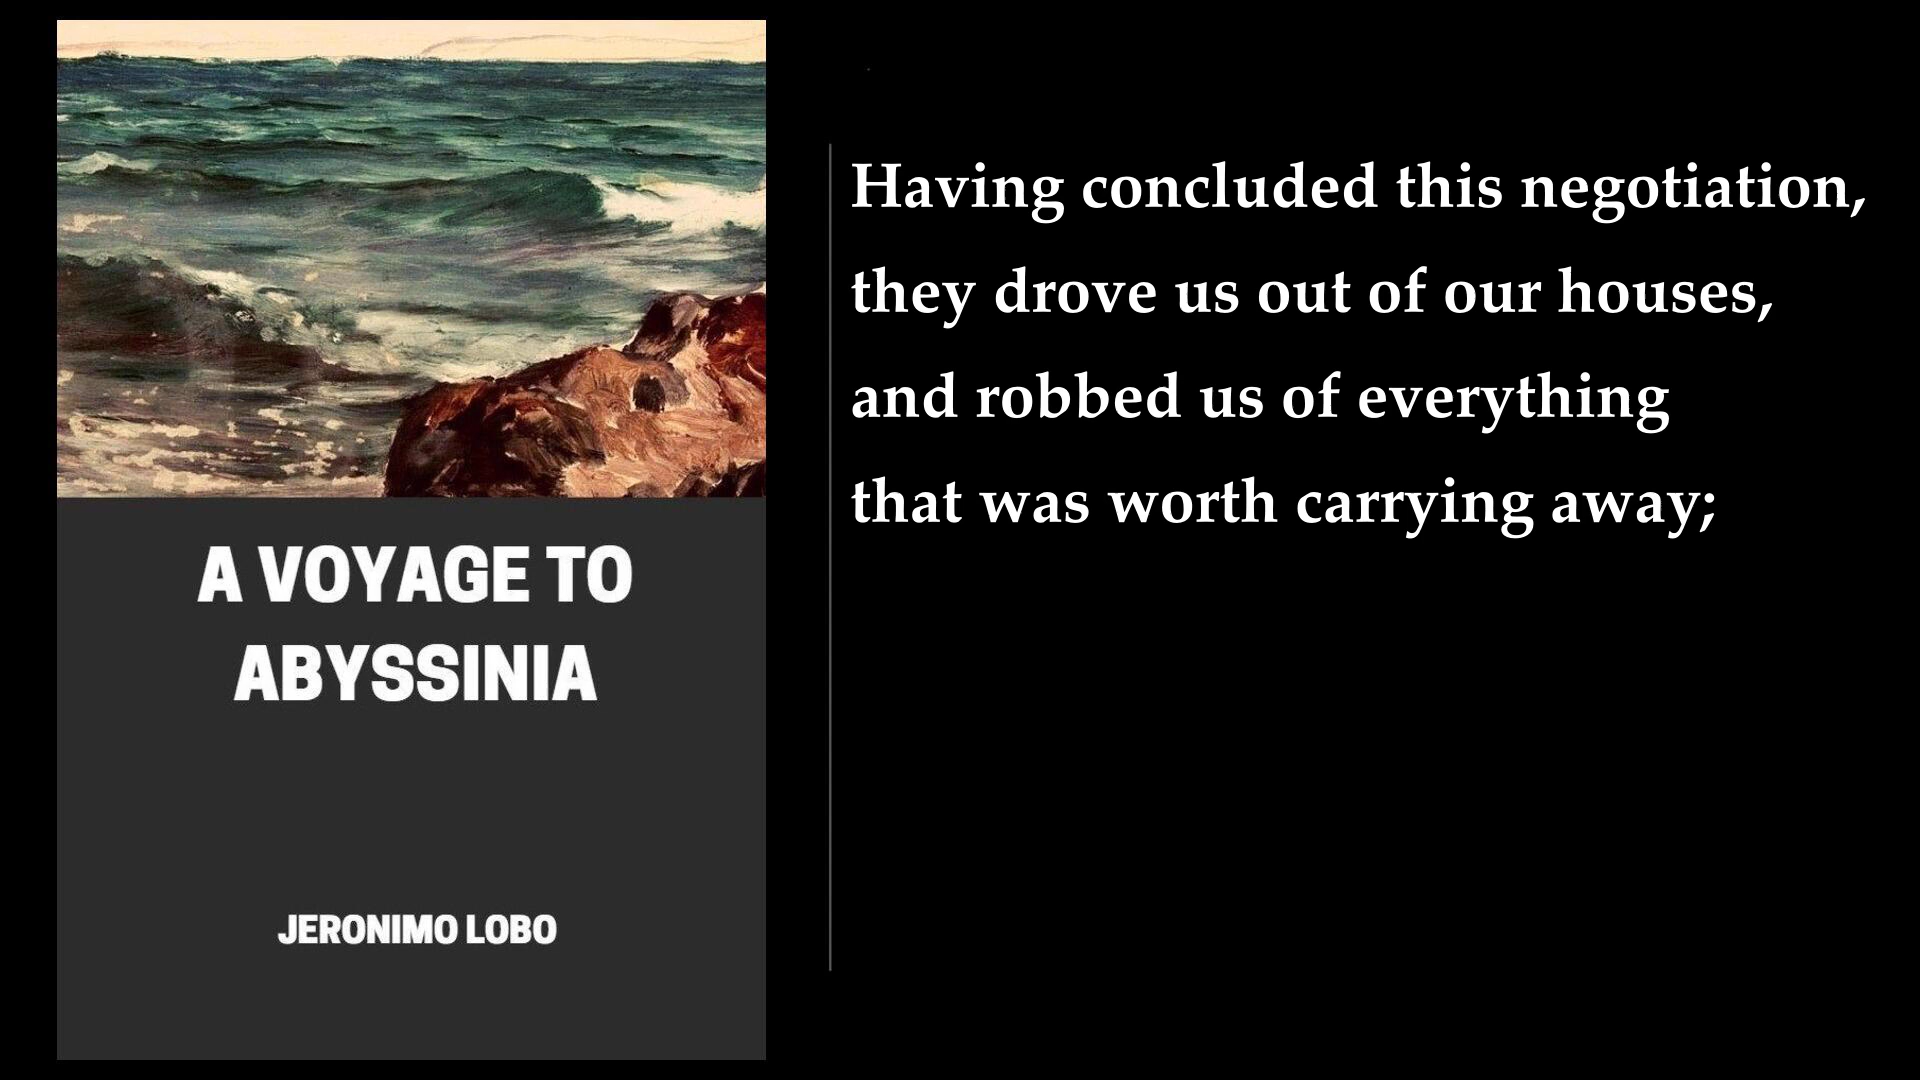 A VOYAGE TO
ABYSSINIA
JERONIMO LOBO
Having concluded this negotiation,
they drove us out of our houses,
and robbed us of everything
that was worth carrying away;